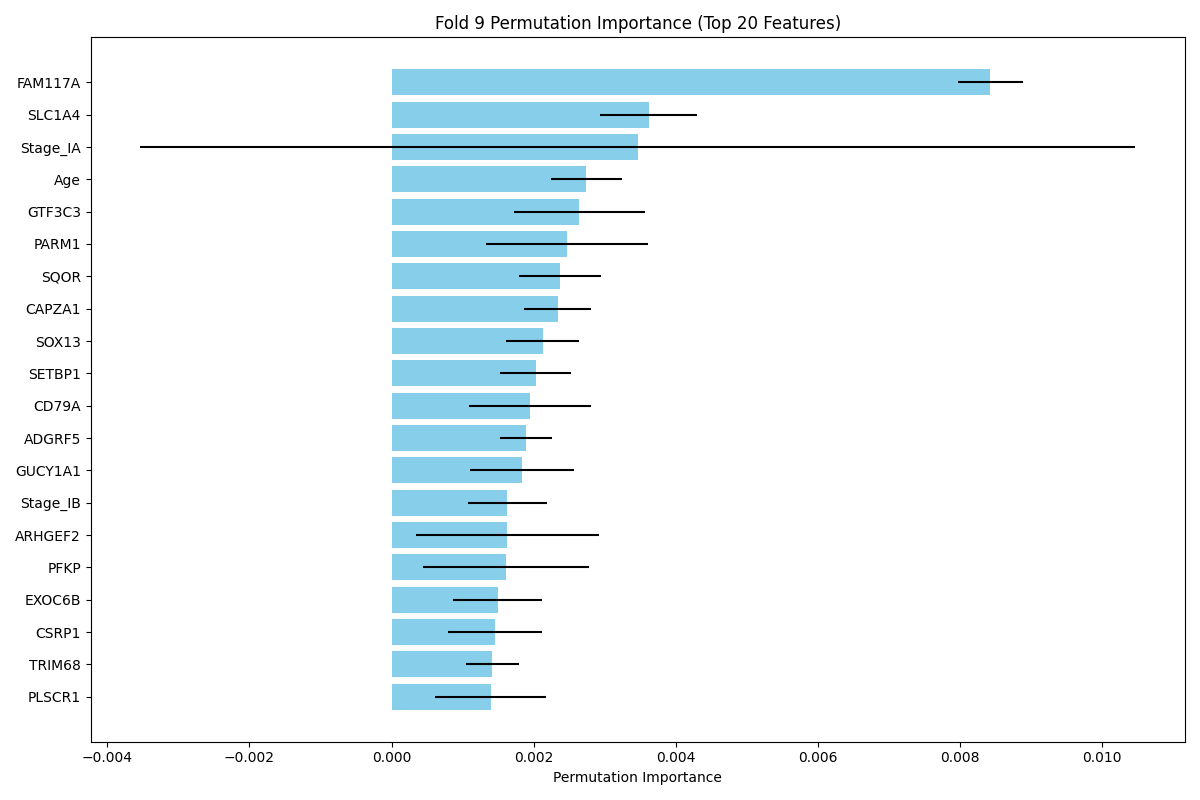 Fold 9 Permutation Importance (Top 20 Features)
FAM117A
SLC1A4
Stage_IA
Age
GTF3C3
PARM1
SQOR
CAPZA1
SOX13
SETBP1
CD79A
ADGRF5
GUCY1A1
Stage_IB
ARHGEF2
PFKP
EXOC6B
CSRP1
TRIM68
PLSCR1
−0.004 −0.002 0.000 0.002 0.004 0.006 0.008 0.010
Permutation Importance